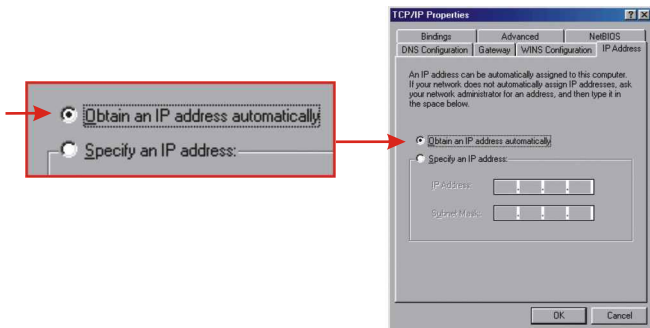 Obtain an IP address automatically
Specify an IP address:
TCP/IP Properties
Bindings Advanced NetBIOS
DNS Configuration Gateway WINS Configuration IP Address
An IP address can be automatically assigned to this computer.
If your network does not automatically assign IP addresses, ask
your network administrator for an address, and then type it in
the space below.
Obtain an IP address automatically
Specify an IP address:
IP Address:
Subnet Mask:
OK Cancel